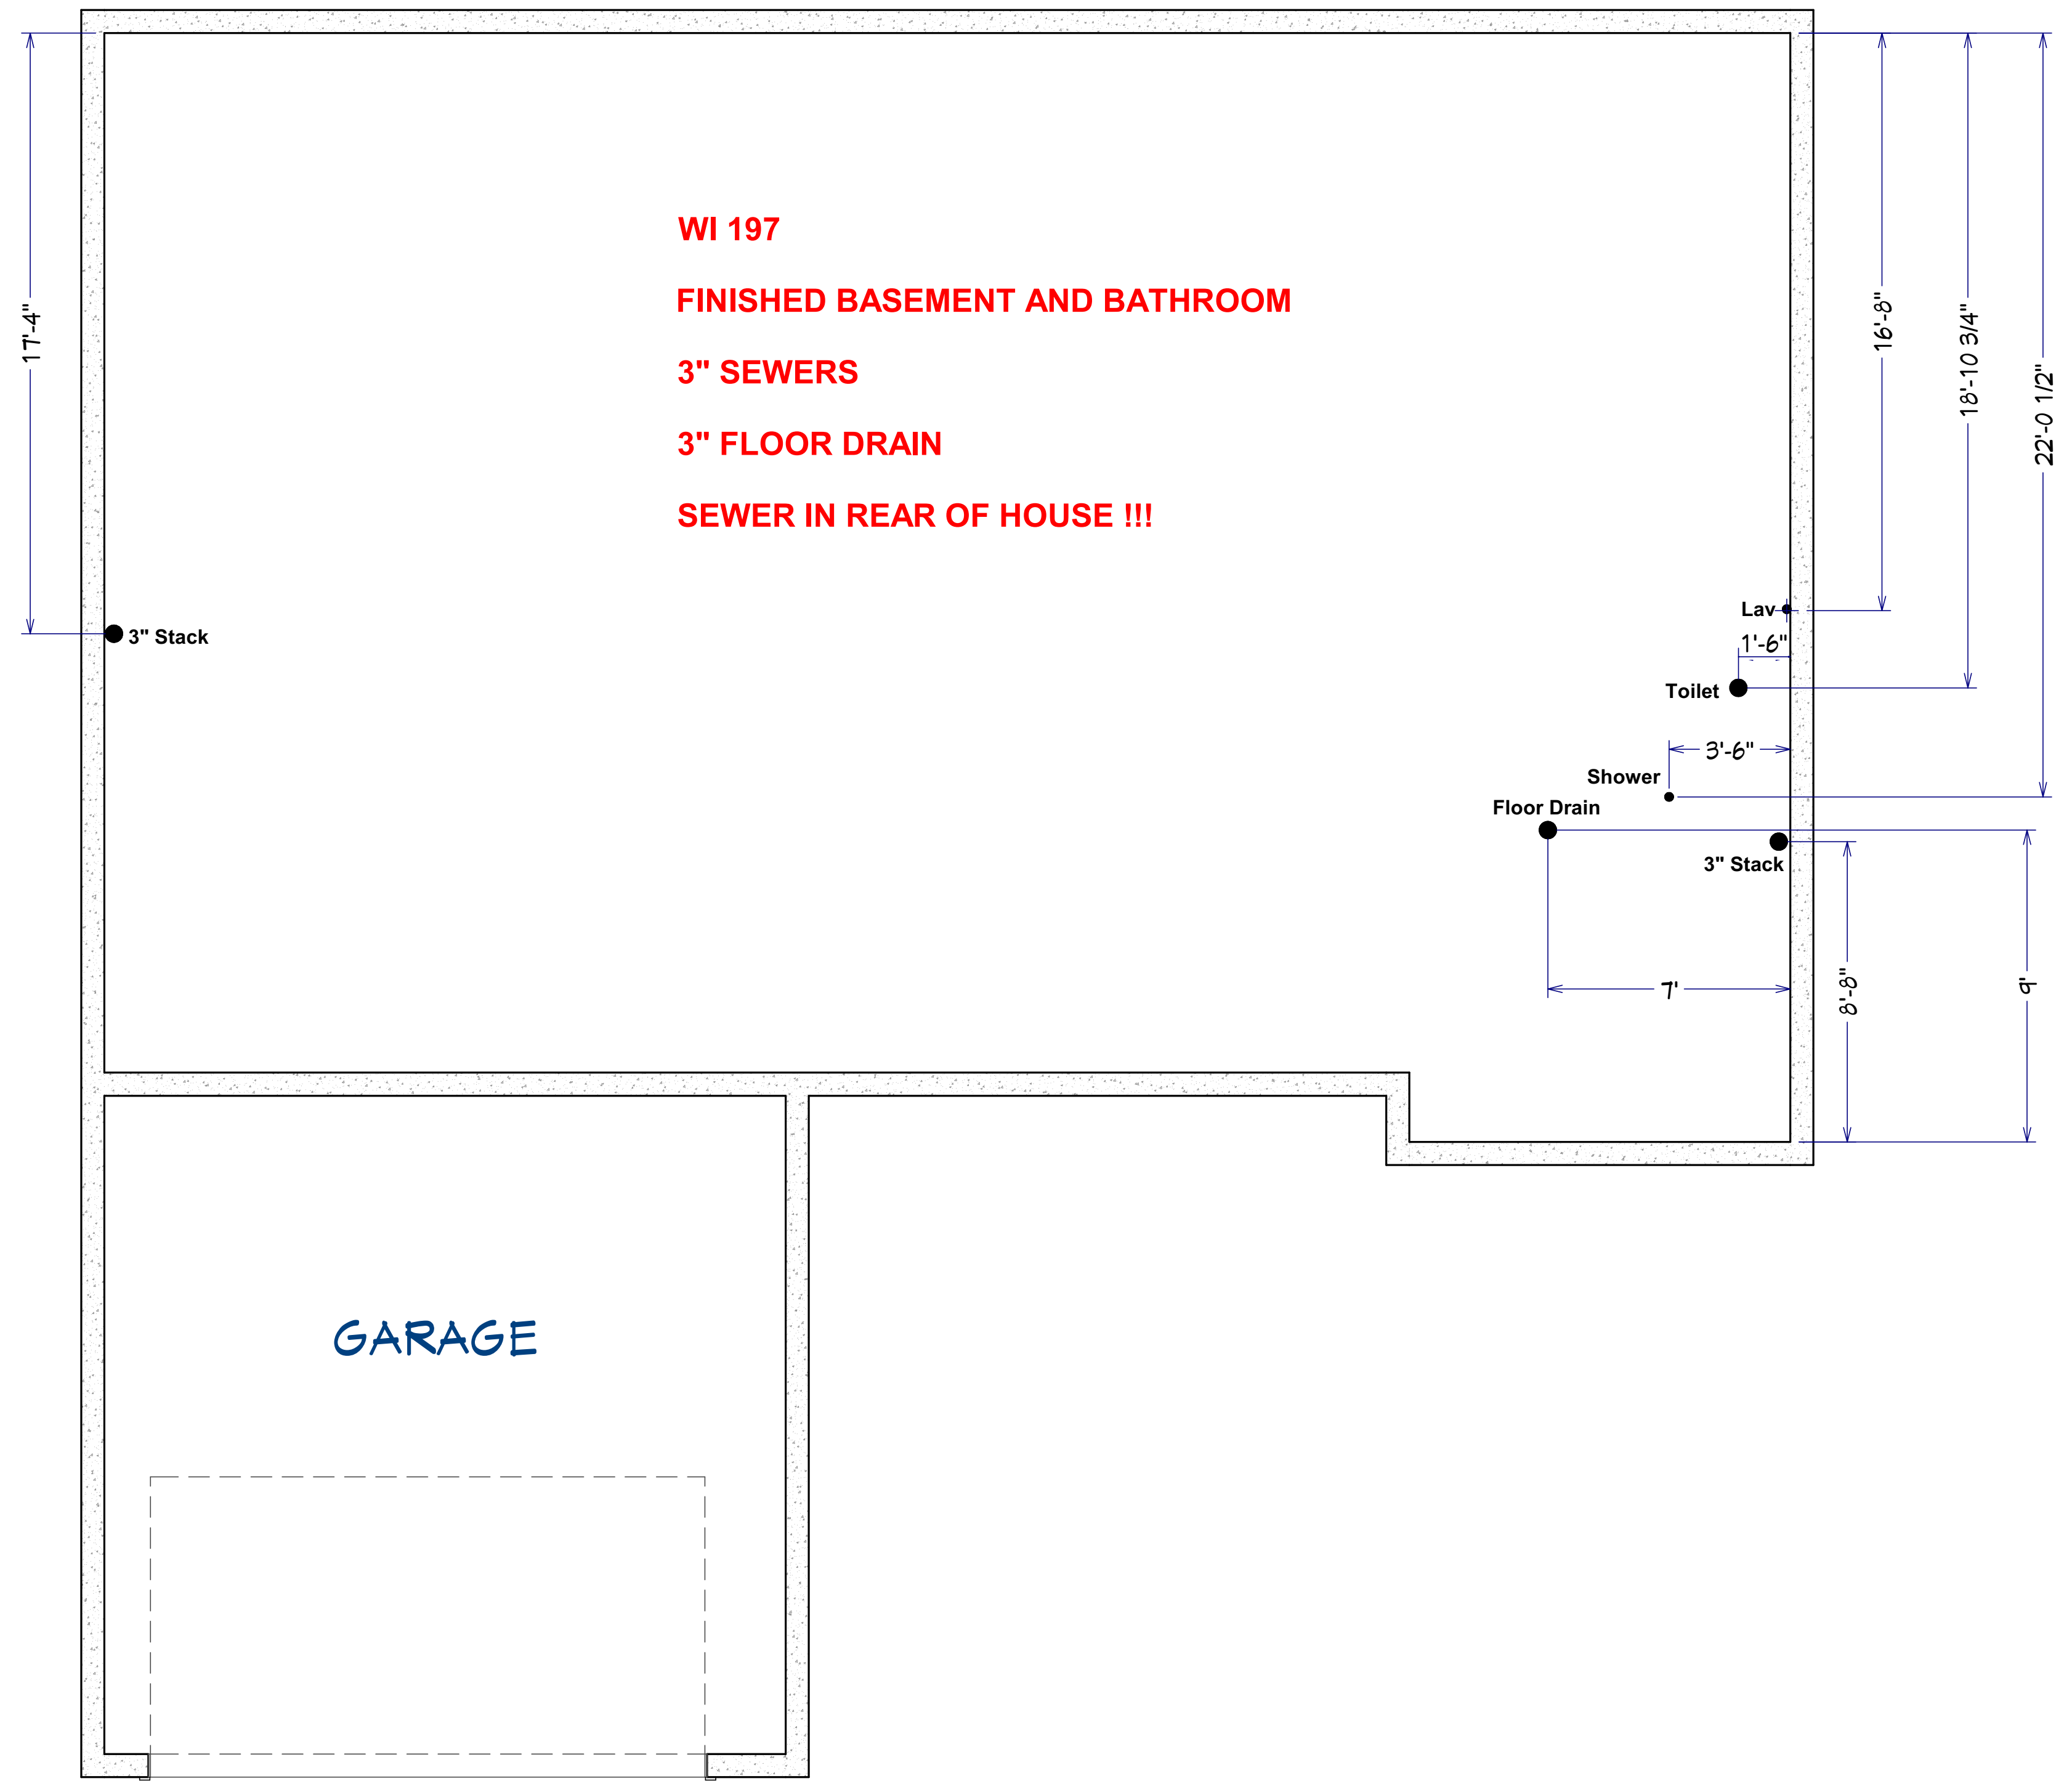 WI 197
FINISHED BASEMENT AND BATHROOM
3" SEWERS
3" FLOOR DRAIN
SEWER IN REAR OF HOUSE !!!
17'-4"
16'-8"
18'-10 3/4"
22'-0 1/2"
3" Stack
Lav
1'-6"
Toilet
3'-6"
Shower
Floor Drain
3" Stack
7'
8'-8"
9'
GARAGE